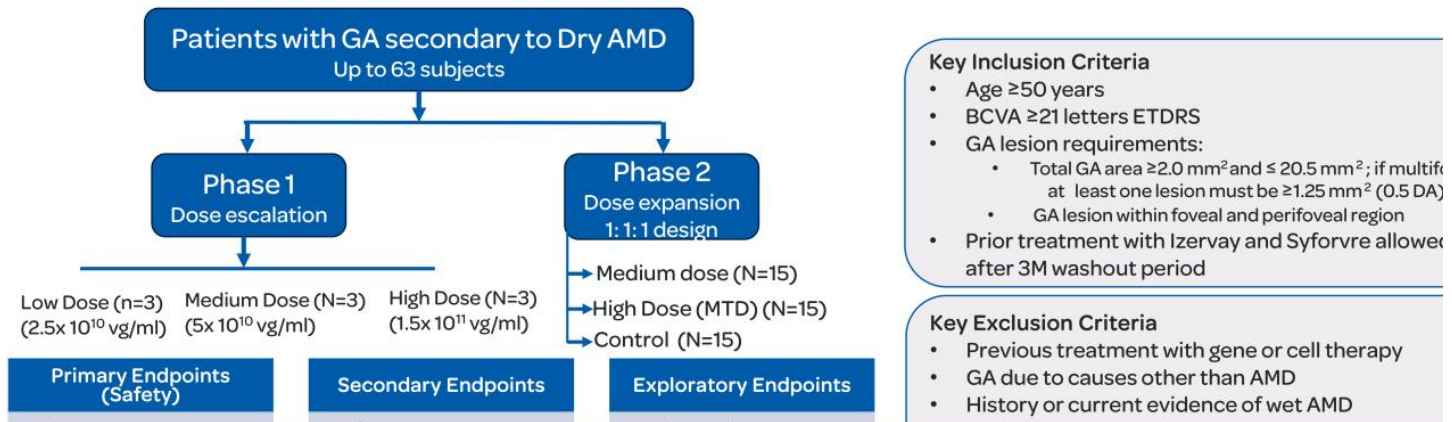 Patients with GA secondary to Dry AMD
Up to 63 subjects
Phase 1
Dose escalation
Phase 2
Dose expansion
1: 1: 1 design
Low Dose (n=3)
(2.5x 10¹⁰ vg/ml)
Medium Dose (N=3)
(5x 10¹⁰ vg/ml)
High Dose (N=3)
(1.5x 10¹¹ vg/ml)
Medium dose (N=15)
High Dose (MTD) (N=15)
Control (N=15)
Primary Endpoints
(Safety)
Secondary Endpoints
Exploratory Endpoints
Key Inclusion Criteria
• Age ≥50 years
• BCVA ≥21 letters ETDRS
• GA lesion requirements:
• Total GA area ≥2.0 mm² and ≤ 20.5 mm²; if multifo
at least one lesion must be ≥1.25 mm² (0.5 DA)
• GA lesion within foveal and perifoveal region
• Prior treatment with Izervay and Syforvre allowed
after 3M washout period
Key Exclusion Criteria
• Previous treatment with gene or cell therapy
• GA due to causes other than AMD
• History or current evidence of wet AMD